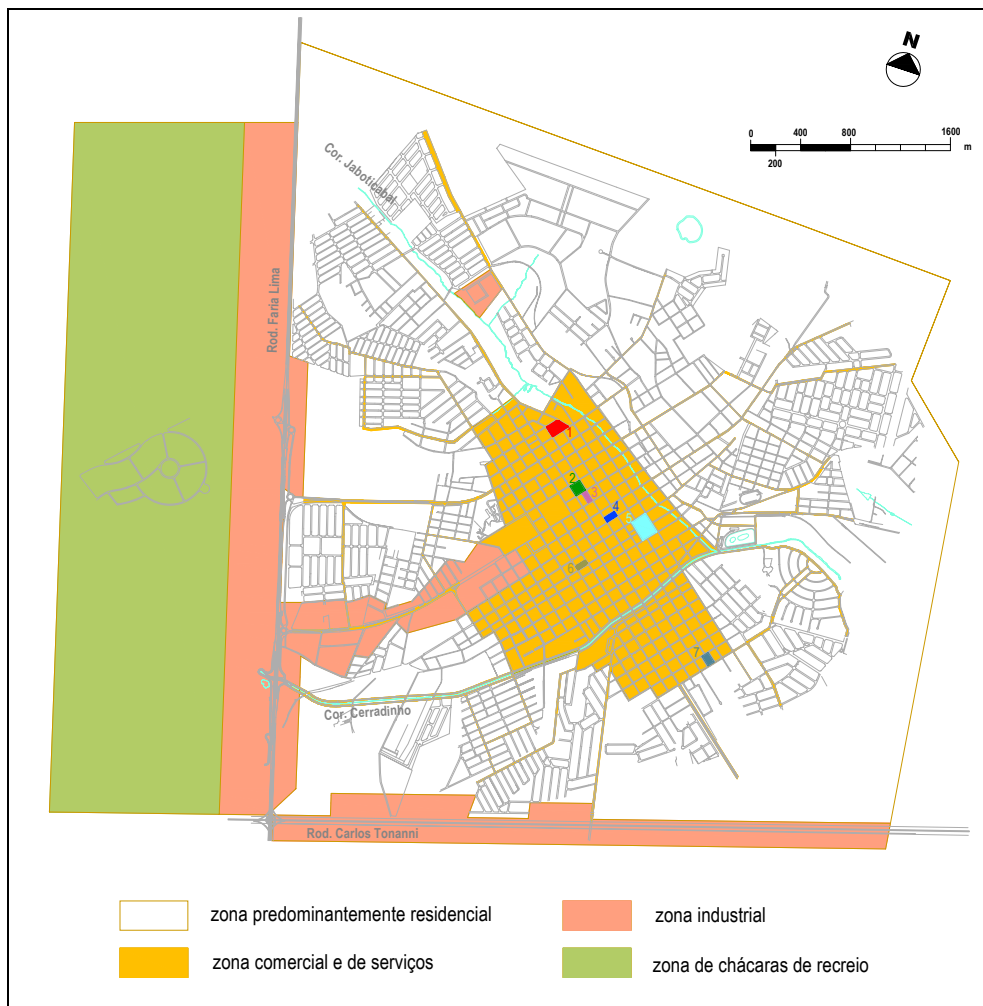 N
0 400 800 1600
m
200
Cor. Jaboticabal
Rod. Faria Lima
1
2
3
4
5
6
7
Cor. Cerradinho
Rod. Carlos Tonanni
zona predominantemente residencial
zona industrial
zona comercial e de serviços
zona de chácaras de recreio